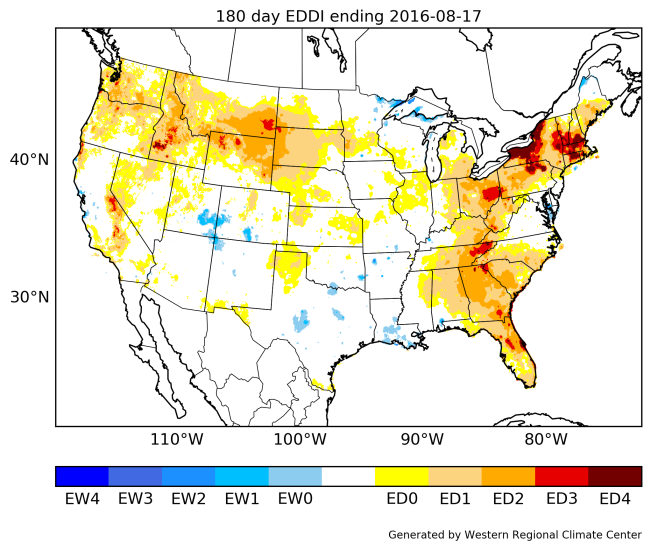 180 day EDDI ending 2016-08-17
40°N
30°N
110°W 100°W 90°W 80°W
EW4 EW3 EW2 EW1 EW0 ED0 ED1 ED2 ED3 ED4
Generated by Western Regional Climate Center